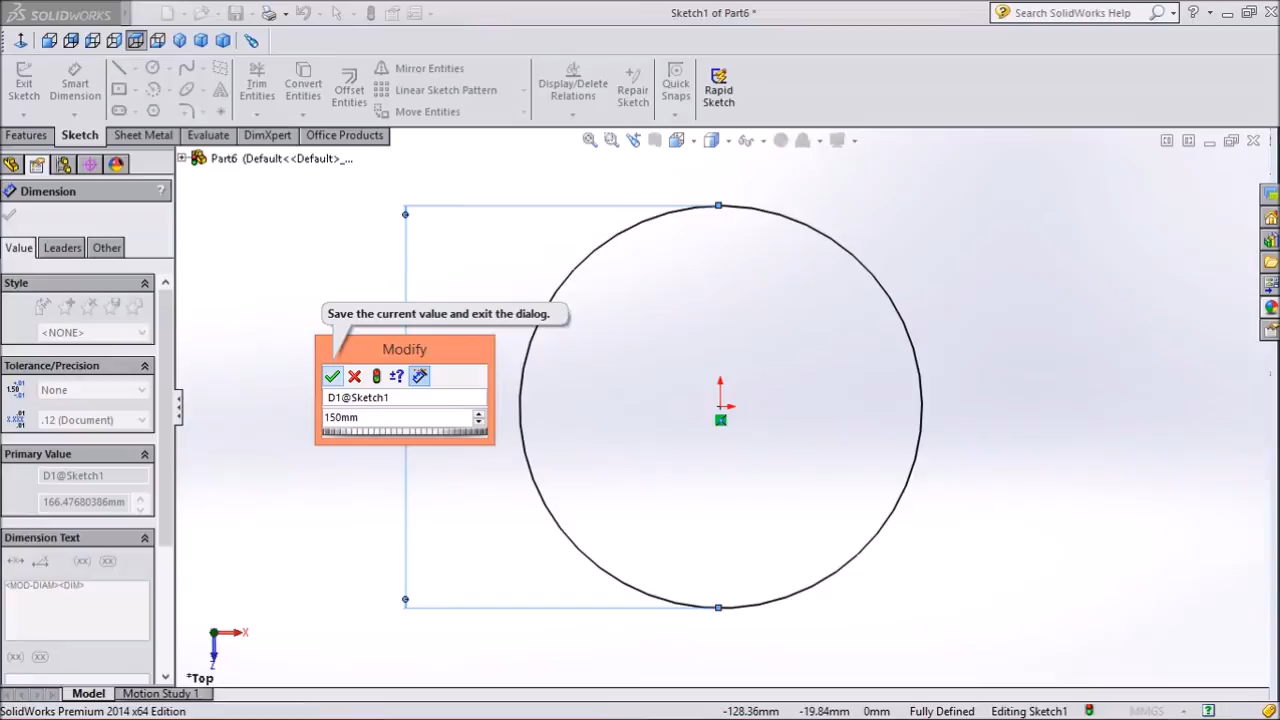 SOLIDWORKS
Sketch1 of Part6 *
Search SolidWorks Help
Exit Sketch
Smart Dimension
Trim Entities
Convert Entities
Offset Entities
Mirror Entities
Linear Sketch Pattern
Move Entities
Display/Delete Relations
Repair Sketch
Quick Snaps
Rapid Sketch
Features
Sketch
Sheet Metal
Evaluate
DimXpert
Office Products
Part6 (Default<<Default>_...
Dimension
?
Value
Leaders
Other
Style
<NONE>
Tolerance/Precision
None
.12 (Document)
Primary Value
D1@Sketch1
166.47680386mm
Dimension Text
<MOD-DIAM><DIM>
Save the current value and exit the dialog.
Modify
±?
D1@Sketch1
150mm
X
Z
*Top
Model
Motion Study 1
SolidWorks Premium 2014 x64 Edition
-128.36mm
-19.84mm
0mm
Fully Defined
Editing Sketch1
MMGS